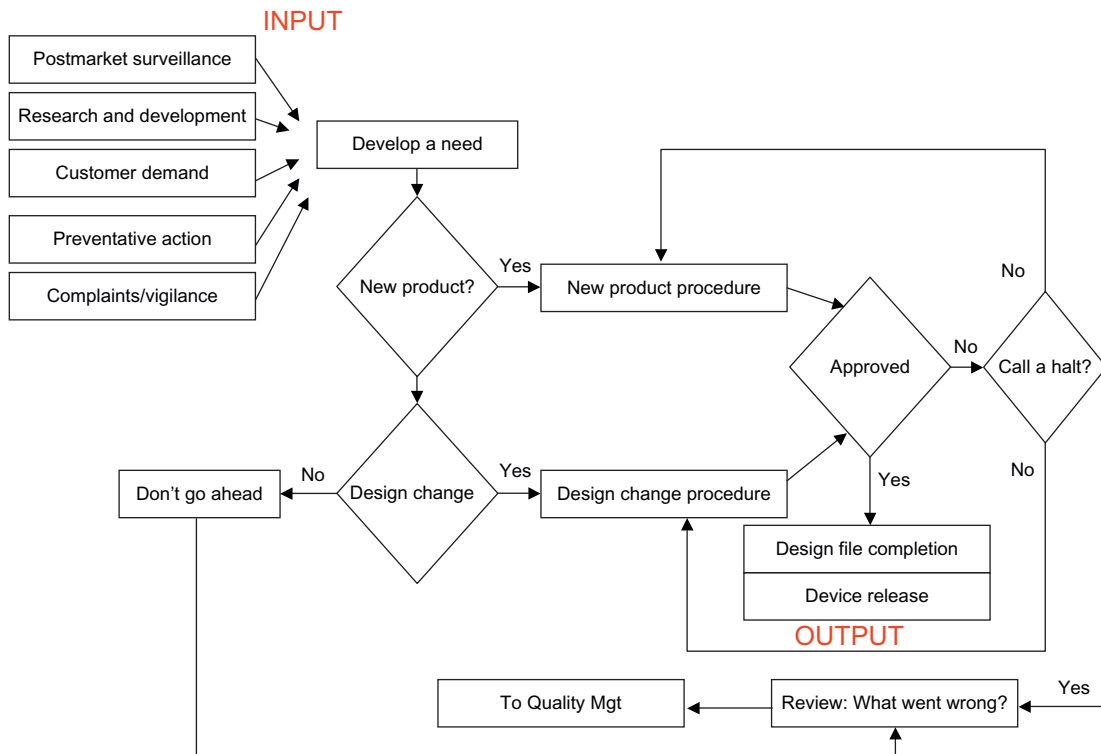 INPUT
Postmarket surveillance
Research and development
Customer demand
Preventative action
Complaints/vigilance
Develop a need
New product?
Yes
New product procedure
Approved
No
Call a halt?
No
No
Design change
No
Don't go ahead
Yes
Design change procedure
Yes
Design file completion
Device release
OUTPUT
To Quality Mgt
Review: What went wrong?
Yes